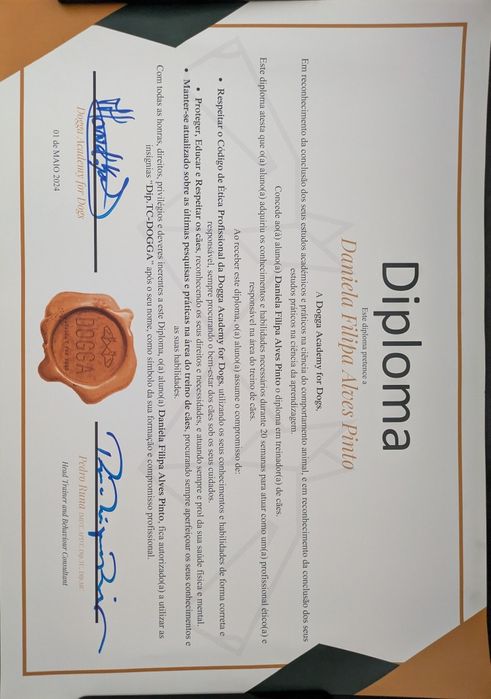 Diploma
Este diploma pretence a
Daniela Filipa Alves Pinto
A Dogga Academy for Dogs,
Em reconhecimento da conclusão dos seus estudos académicos e práticos na ciência do comportamento animal, e em reconhecimento da conclusão dos seus
estudos práticos na ciência da aprendizagem.
Concede ao(à) aluno(a) Daniela Filipa Alves Pinto o diploma em treinador(a) de cães.
Este diploma atesta que o(a) aluno(a) adquiriu os conhecimentos e habilidades necessários durante 20 semanas para atuar como um(a) profissional ético(a) e
responsável na área do treino de cães.
Ao receber este diploma, o(a) aluno(a) assume o compromisso de:
• Respeitar o Código de Ética Profissional da Dogga Academy for Dogs, utilizando os seus conhecimentos e habilidades de forma correta e
responsável, sempre procurando o bem-estar dos cães sob os seus cuidados.
• Proteger, Educar e Respeitar os cães, reconhecendo os seus direitos e necessidades, e atuando sempre e prol da sua saúde física e mental.
• Manter-se atualizado sobre as últimas pesquisas e práticas na área do treino de cães, procurando sempre aperfeiçoar os seus conhecimentos e
as suas habilidades.
Com todas as honras, direitos, privilégios e deveres inerentes a este Diploma, o(a) aluno(a) Daniela Filipa Alves Pinto, fica autorizado(a) a utilizar as
insígnias "Dip.TC-DOGGA" após o seu nome, como símbolo da sua formação e compromisso profissional.
Dogga Academy for Dogs
01 de MAIO 2024
DOGGA
Pedro Runa
Head Trainer and Behaviour Consultant